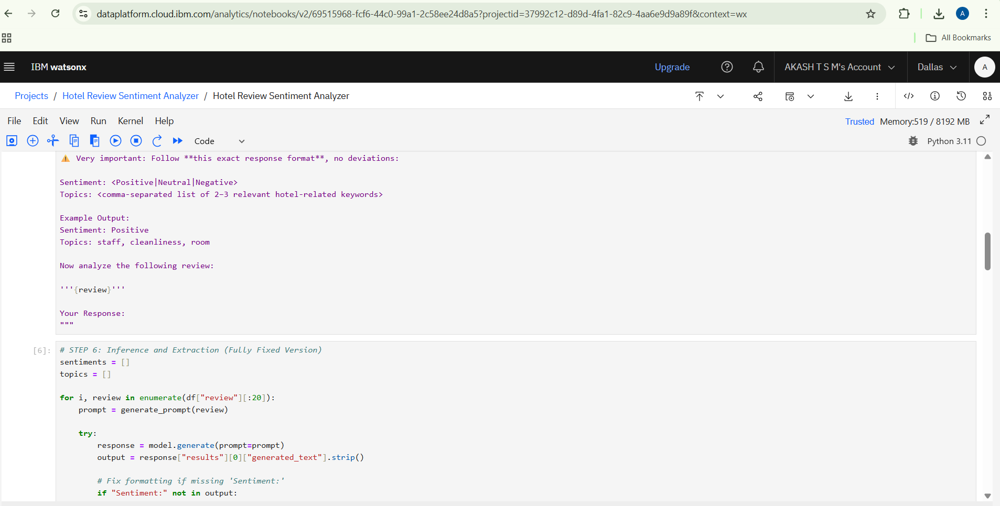 dataplatform.cloud.ibm.com/analytics/notebooks/v2/69515968-fcf6-44c0-99a1-2c58ee24d8a5?projectid=37992c12-d89d-4fa1-82c9-4aa6e9d9a89f&context=wx
A
All Bookmarks
IBM watsonx
Upgrade
AKASH T S M's Account
Dallas
A
Projects / Hotel Review Sentiment Analyzer / Hotel Review Sentiment Analyzer
File Edit View Run Kernel Help
Trusted Memory:519 / 8192 MB
Code
Python 3.11
⚠ Very important: Follow **this exact response format**, no deviations:
Sentiment: <Positive|Neutral|Negative>
Topics: <comma-separated list of 2–3 relevant hotel-related keywords>
Example Output:
Sentiment: Positive
Topics: staff, cleanliness, room
Now analyze the following review:
'''{review}'''
Your Response:
"""
[6]: # STEP 6: Inference and Extraction (Fully Fixed Version)
sentiments = []
topics = []
for i, review in enumerate(df["review"][:20]):
    prompt = generate_prompt(review)
    try:
        response = model.generate(prompt=prompt)
        output = response["results"][0]["generated_text"].strip()
        # Fix formatting if missing 'Sentiment:'
        if "Sentiment:" not in output: